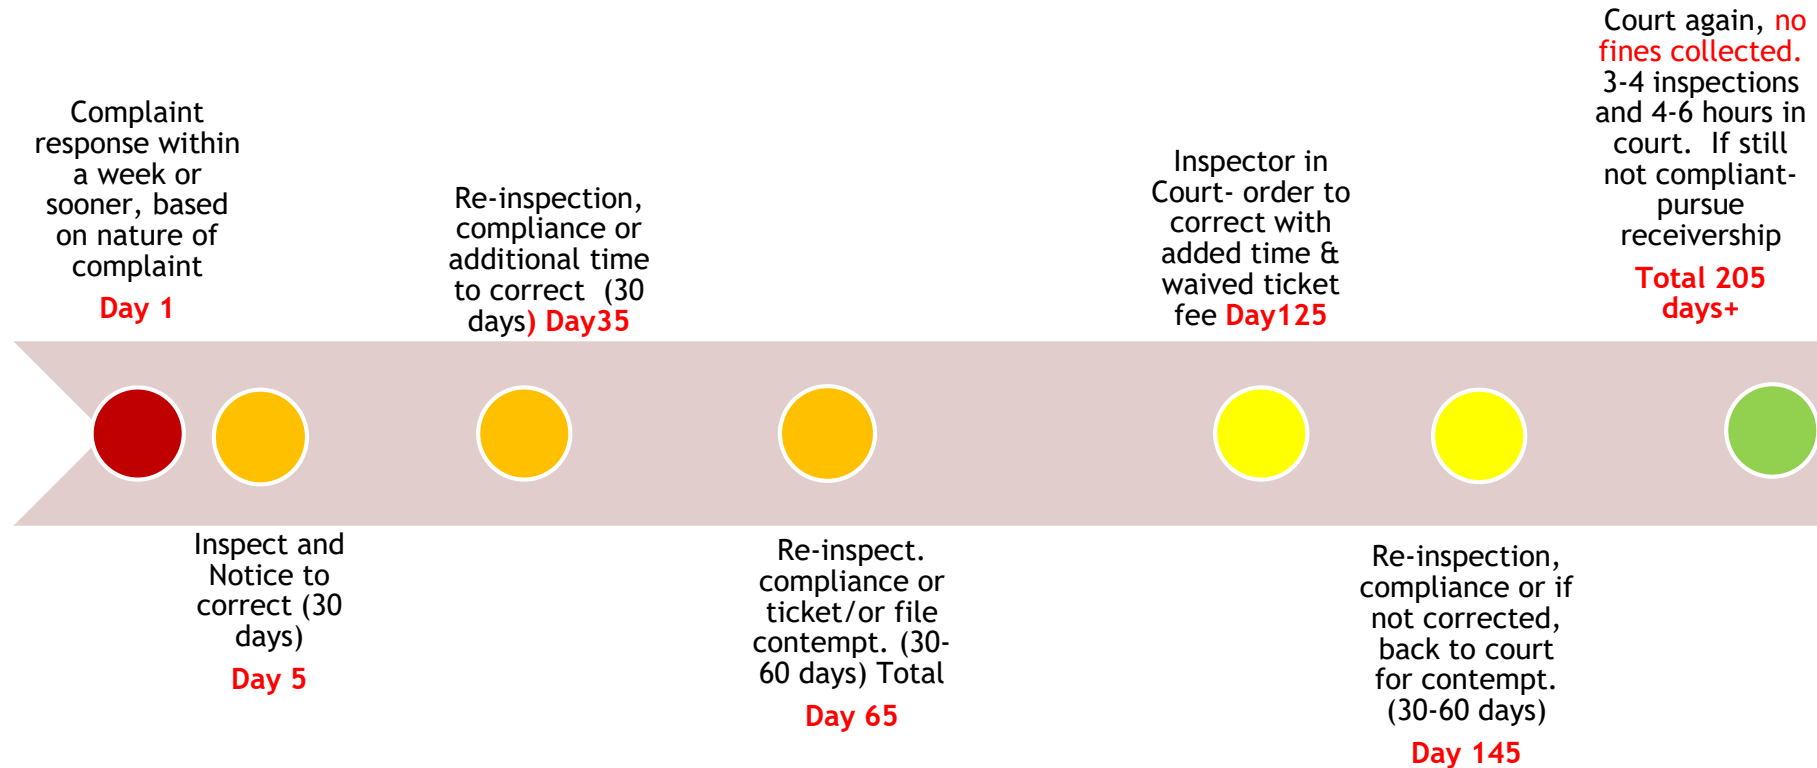 Complaint
response within
a week or
sooner, based
on nature of
complaint
Day 1
Inspect and
Notice to
correct (30
days)
Day 5
Re-inspection,
compliance or
additional time
to correct  (30
days) Day35
Re-inspect.
compliance or
ticket/or file
contempt. (30-
60 days) Total
Day 65
Inspector in
Court- order to
correct with
added time &
waived ticket
fee Day125
Re-inspection,
compliance or if
not corrected,
back to court
for contempt.
(30-60 days)
Day 145
Court again, no
fines collected.
3-4 inspections
and 4-6 hours in
court.  If still
not compliant-
pursue
receivership
Total 205
days+